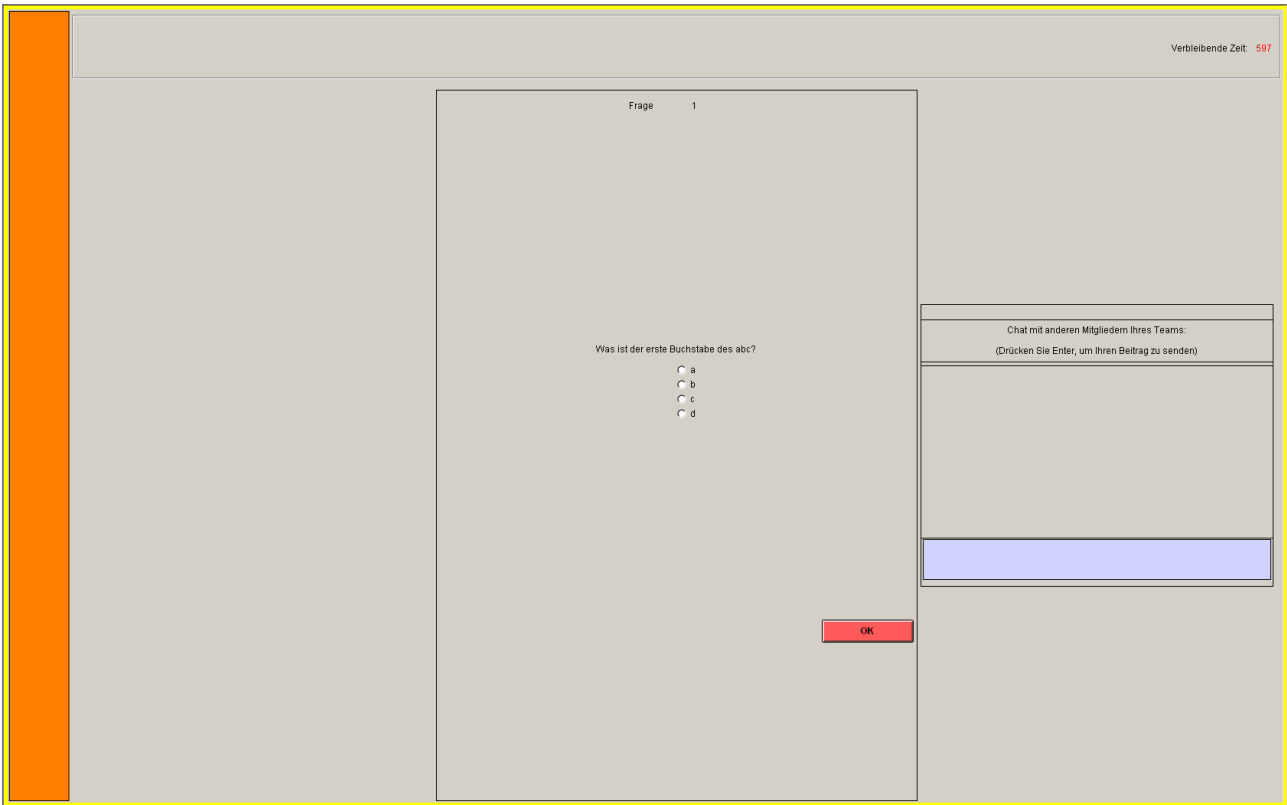 Verbleibende Zeit: 597
Frage 1
Was ist der erste Buchstabe des abc?
a
b
c
d
OK
Chat mit anderen Mitgliedern Ihres Teams:
(Drücken Sie Enter, um Ihren Beitrag zu senden)